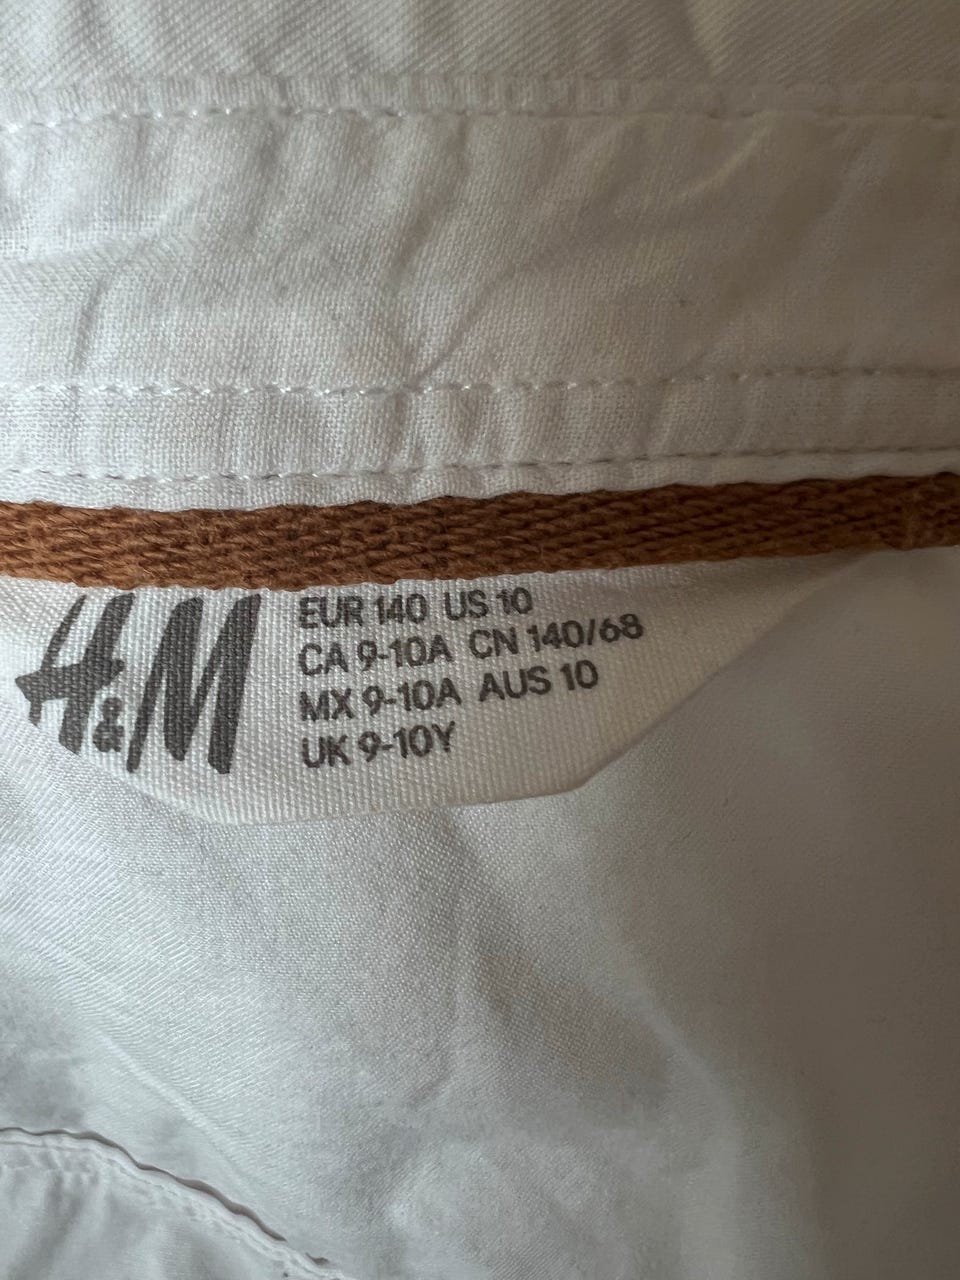 H&M
EUR 140 US 10
CA 9-10A CN 140/68
MX 9-10A AUS 10
UK 9-10Y